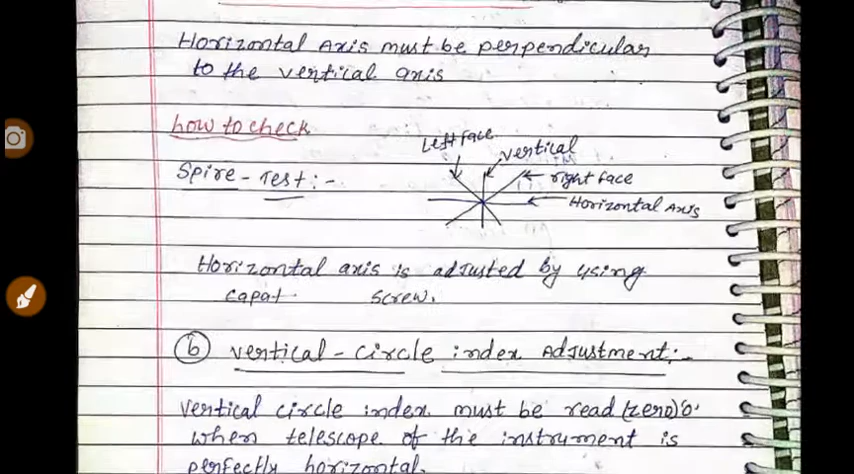 Horizontal Axis must be perpendicular
to the vertical axis
how to check
Left face
vertical
Spire - Test :-
right face
Horizontal Axis
Horizontal axis is adjusted by using
capat screw.
6 vertical - circle index Adjustment :-
Vertical circle index must be read (zero) '0'
when telescope of the instrument is
perfectly horizontal.